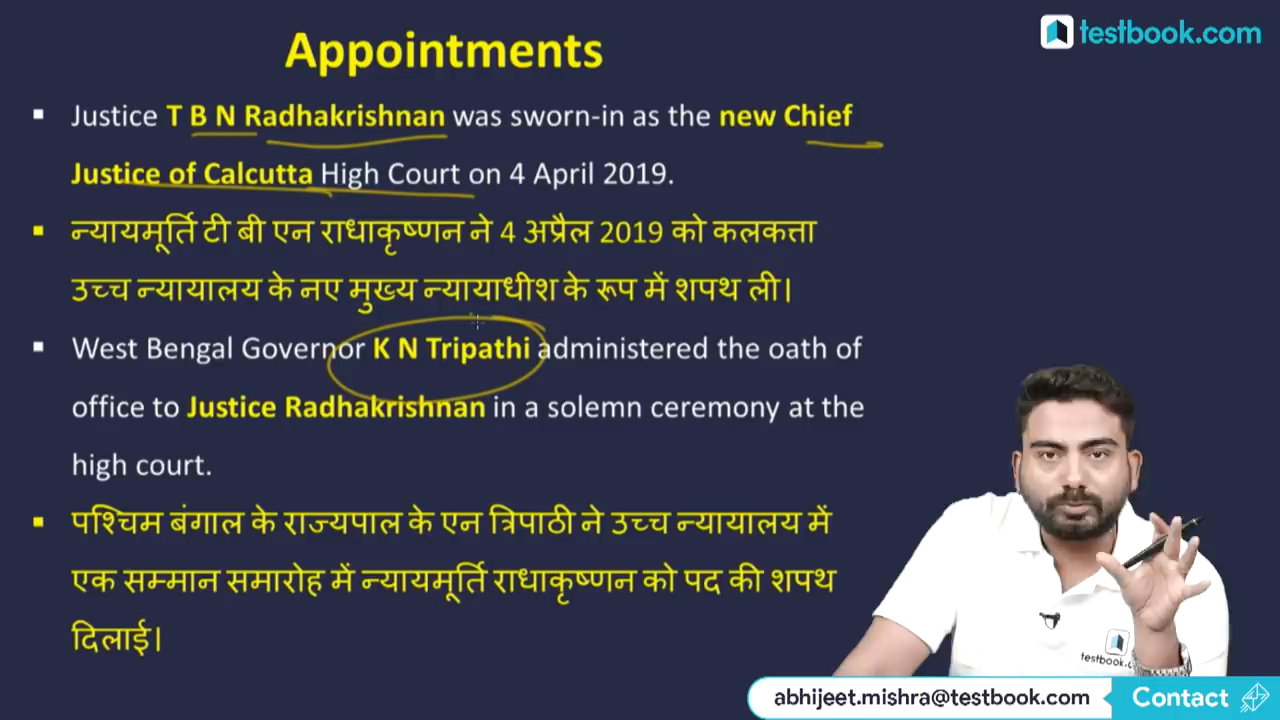 Appointments
testbook.com
Justice T B N Radhakrishnan was sworn-in as the new Chief
Justice of Calcutta High Court on 4 April 2019.
न्यायमूर्ति टी बी एन राधाकृष्णन ने 4 अप्रैल 2019 को कलकत्ता
उच्च न्यायालय के नए मुख्य न्यायाधीश के रूप में शपथ ली।
West Bengal Governor K N Tripathi administered the oath of
office to Justice Radhakrishnan in a solemn ceremony at the
high court.
पश्चिम बंगाल के राज्यपाल के एन त्रिपाठी ने उच्च न्यायालय में
एक सम्मान समारोह में न्यायमूर्ति राधाकृष्णन को पद की शपथ
दिलाई।
testbook.c
abhijeet.mishra@testbook.com
Contact